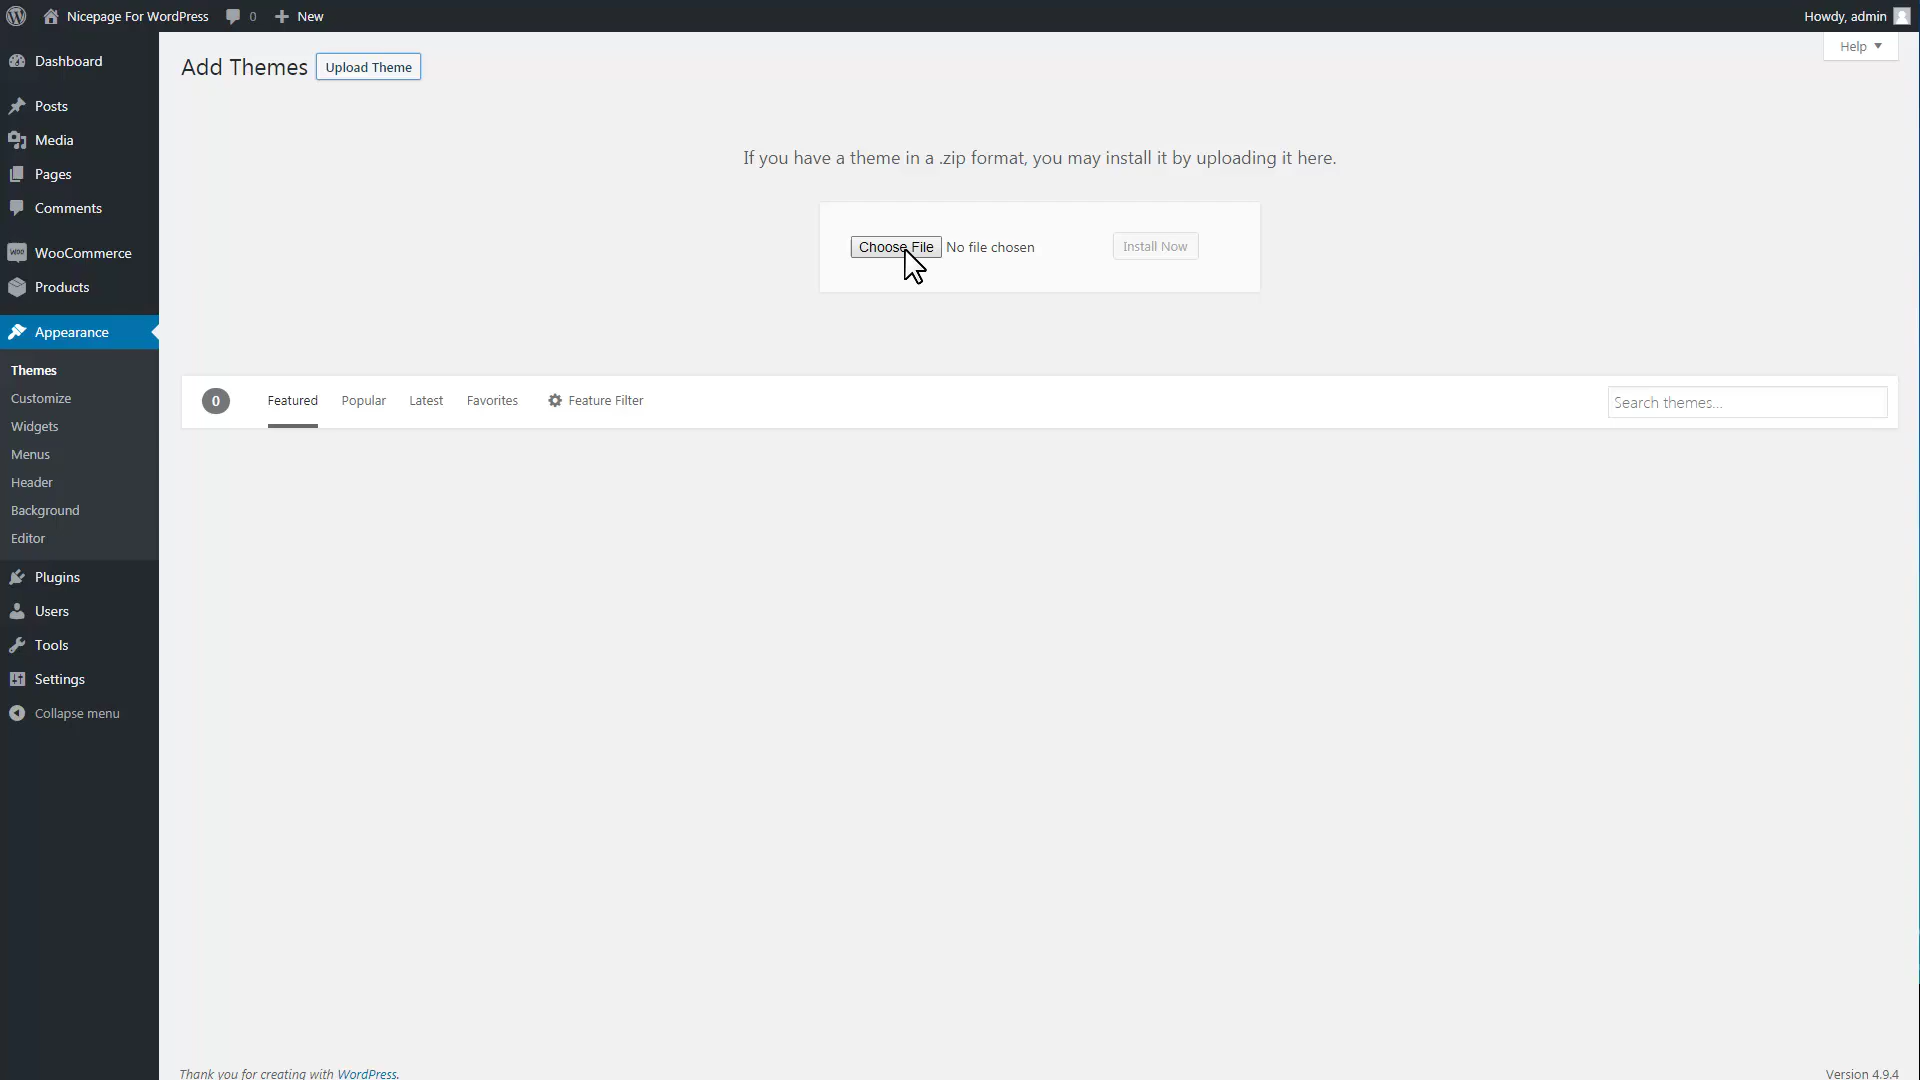 Nicepage For WordPress 0 New Howdy, admin
Help
Dashboard
Posts
Media
Pages
Comments
WooCommerce
Products
Appearance
Themes
Customize
Widgets
Menus
Header
Background
Editor
Plugins
Users
Tools
Settings
Collapse menu
Add Themes Upload Theme
If you have a theme in a .zip format, you may install it by uploading it here.
Choose File No file chosen Install Now
0 Featured Popular Latest Favorites Feature Filter Search themes...
Thank you for creating with WordPress. Version 4.9.4